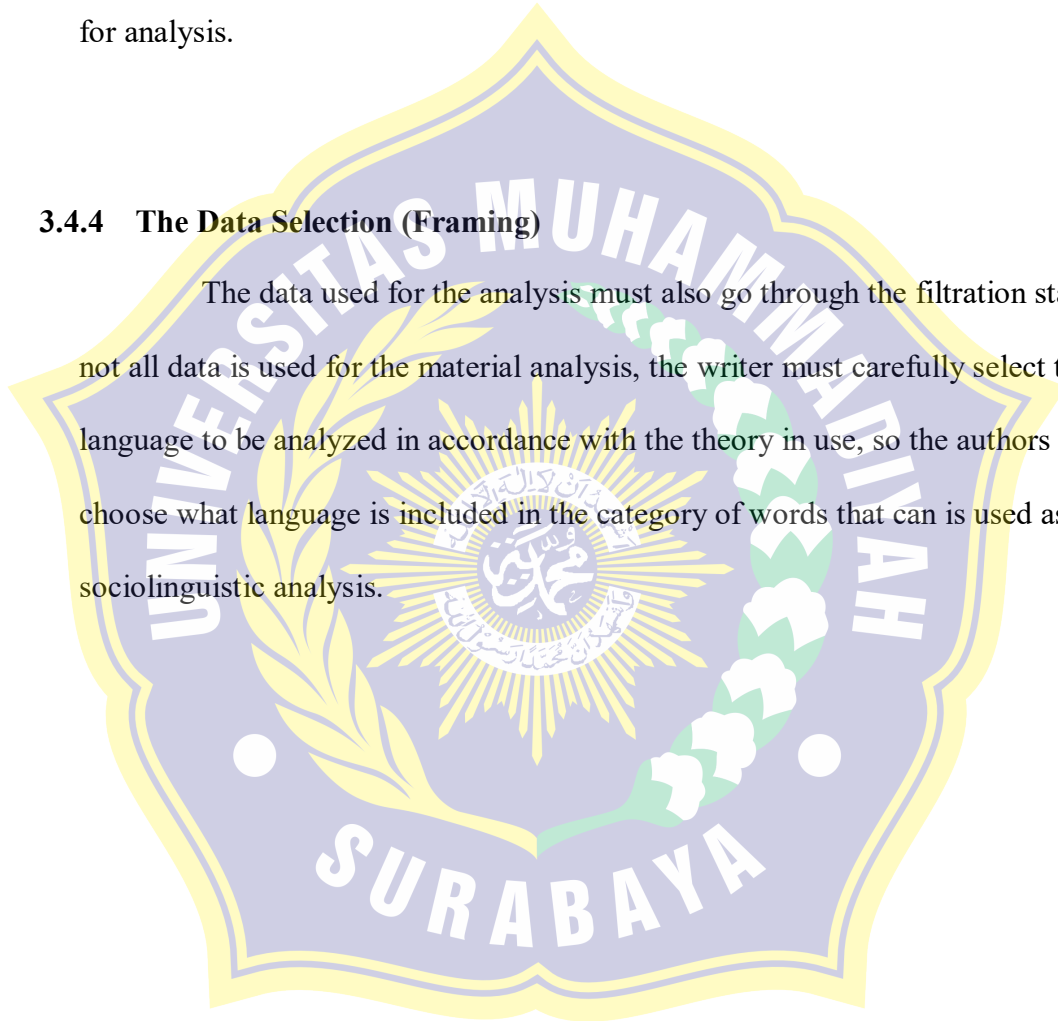 for analysis.
3.4.4 The Data Selection (Framing)
The data used for the analysis must also go through the filtration
not all data is used for the material analysis, the writer must carefully select
language to be analyzed in accordance with the theory in use, so the authors
choose what language is included in the category of words that can is used as
sociolinguistic analysis.
UNIVERSITAS MUHAMMADIYAH
SURABAYA